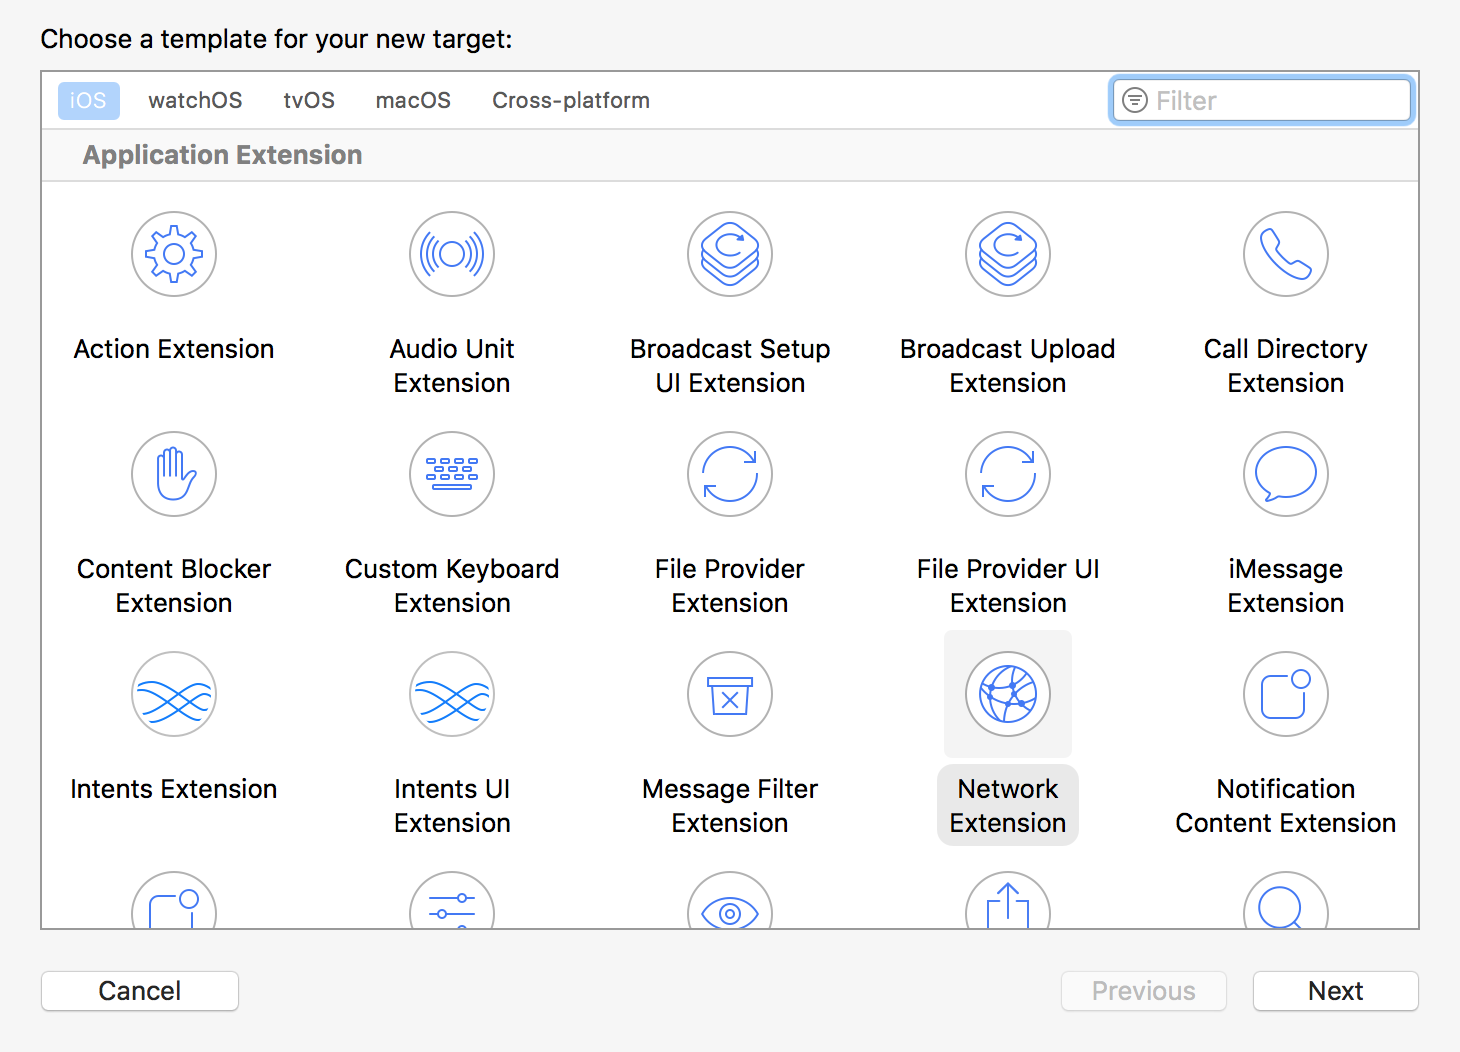 Choose a template for your new target:
iOS watchOS tvOS macOS Cross-platform Filter
Application Extension
Action Extension Audio Unit Broadcast Setup Broadcast Upload Call Directory
Extension UI Extension Extension Extension
Content Blocker Custom Keyboard File Provider File Provider UI iMessage
Extension Extension Extension Extension Extension
Intents Extension Intents UI Message Filter Network Notification
Extension Extension Extension Content Extension
Cancel Previous Next